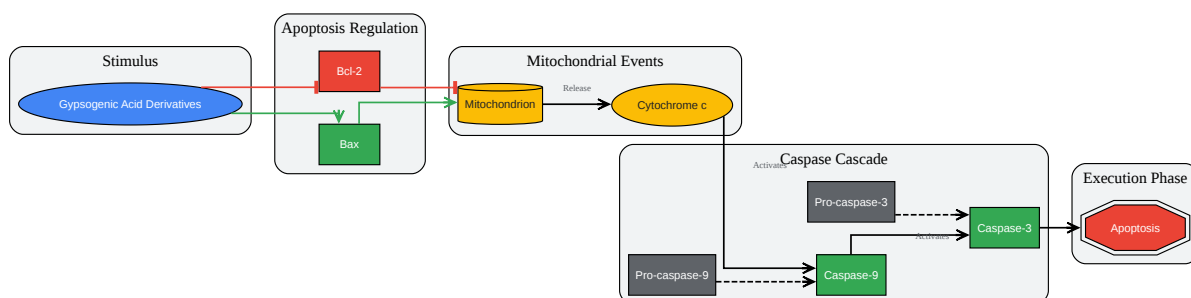 Stimulus
Gypsogenic Acid Derivatives
Apoptosis Regulation
Bcl-2
Bax
Mitochondrial Events
Mitochondrion
Release
Cytochrome c
Caspase Cascade
Activates
Pro-caspase-3
Caspase-3
Activates
Pro-caspase-9
Caspase-9
Execution Phase
Apoptosis